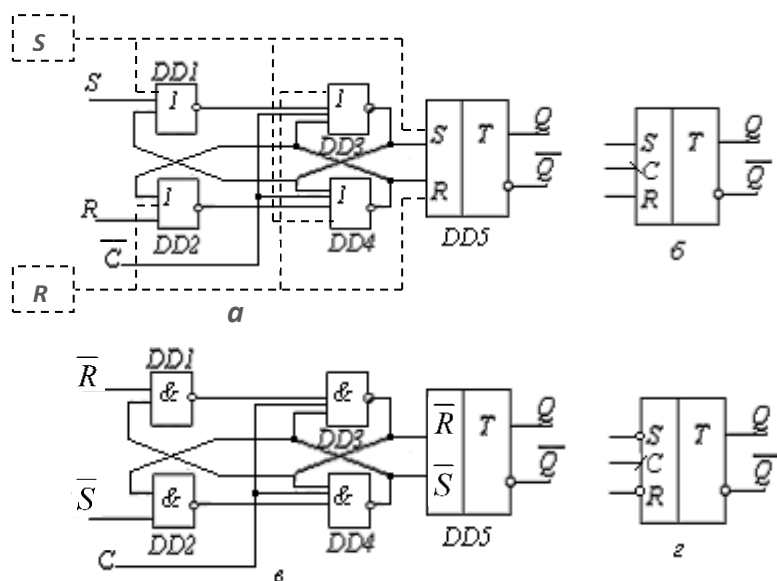 S
DD1
S
1
1
DD3
S
T
Q
R
Q̅
DD5
S
C
R
T
Q
Q̅
б
R
1
DD2
1
DD4
C̅
R
а
R̅
DD1
&
&
DD3
R̅
T
Q
S̅
Q̅
DD5
S
C
R
T
Q
Q̅
г
S̅
&
DD2
&
DD4
C
в